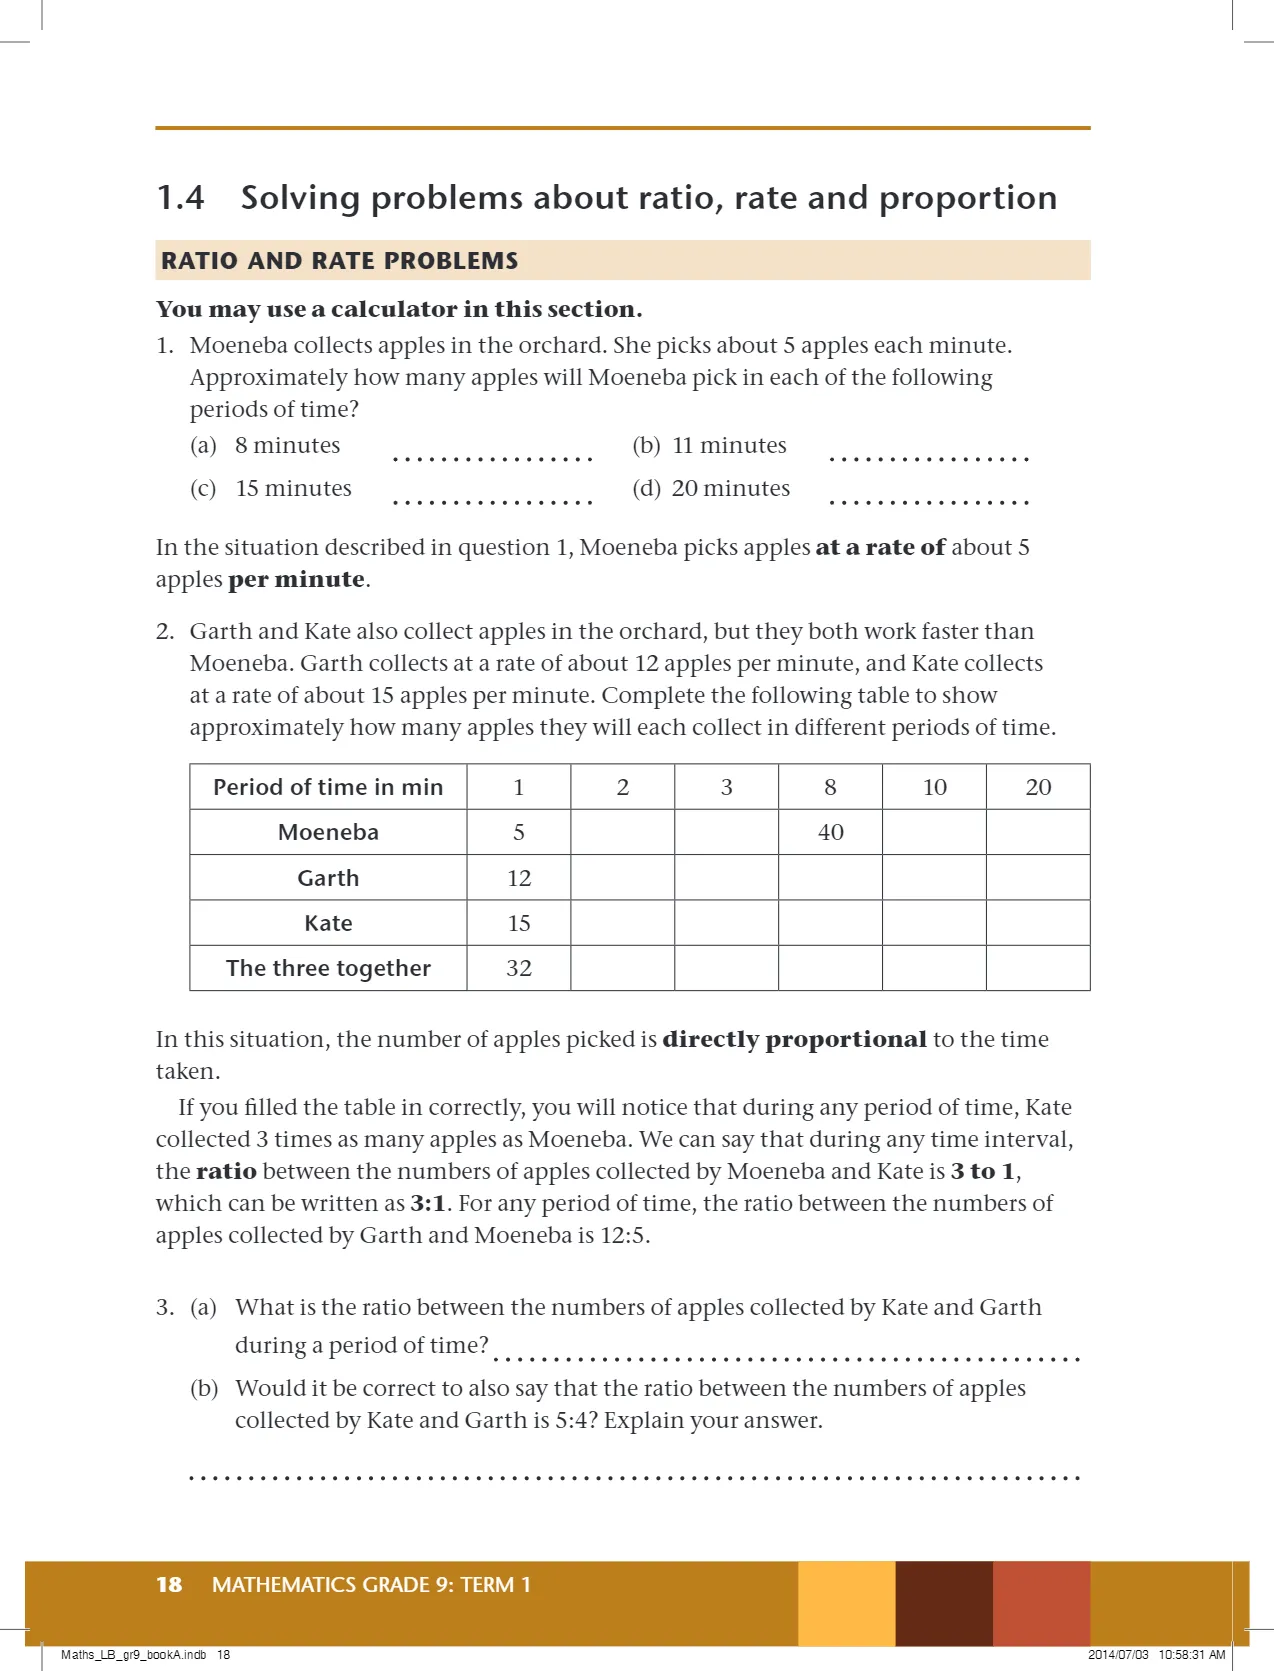 1.4 Solving problems about ratio, rate and proportion
RATIO AND RATE PROBLEMS
You may use a calculator in this section.
1. Moeneba collects apples in the orchard. She picks about 5 apples each minute.
Approximately how many apples will Moeneba pick in each of the following
periods of time?
(a) 8 minutes ................. (b) 11 minutes .................
(c) 15 minutes ................. (d) 20 minutes .................
In the situation described in question 1, Moeneba picks apples at a rate of about 5
apples per minute.
2. Garth and Kate also collect apples in the orchard, but they both work faster than
Moeneba. Garth collects at a rate of about 12 apples per minute, and Kate collects
at a rate of about 15 apples per minute. Complete the following table to show
approximately how many apples they will each collect in different periods of time.
Period of time in min 1 2 3 8 10 20
Moeneba 5 40
Garth 12
Kate 15
The three together 32
In this situation, the number of apples picked is directly proportional to the time
taken.
If you filled the table in correctly, you will notice that during any period of time, Kate
collected 3 times as many apples as Moeneba. We can say that during any time interval,
the ratio between the numbers of apples collected by Moeneba and Kate is 3 to 1,
which can be written as 3:1. For any period of time, the ratio between the numbers of
apples collected by Garth and Moeneba is 12:5.
3. (a) What is the ratio between the numbers of apples collected by Kate and Garth
during a period of time? .................................................
(b) Would it be correct to also say that the ratio between the numbers of apples
collected by Kate and Garth is 5:4? Explain your answer.
...........................................................................
18 MATHEMATICS GRADE 9: TERM 1
Maths_LB_gr9_bookA.indb 18 2014/07/03 10:58:31 AM